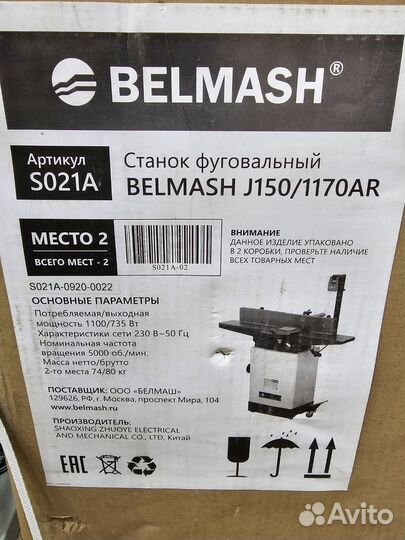 BELMASH®
Артикул
S021A
Станок фуговальный
BELMASH J150/1170AR
МЕСТО 2
ВСЕГО МЕСТ - 2
S021A-02
ВНИМАНИЕ
ДАННОЕ ИЗДЕЛИЕ УПАКОВАНО
В 2 КОРОБКИ, ПРОВЕРЬТЕ НАЛИЧИЕ
ВСЕХ ТОВАРНЫХ МЕСТ
S021A-0920-0022
ОСНОВНЫЕ ПАРАМЕТРЫ
Потребляемая/выходная
мощность 1100/735 Вт
Характеристики сети 230 В~50 Гц
Номинальная частота
вращения 5000 об./мин.
Масса нетто/брутто
2-го места 74/80 кг
ПОСТАВЩИК: ООО «БЕЛМАШ»
129626, РФ, г. Москва, проспект Мира, 104
www.belmash.ru
ПРОИЗВОДИТЕЛЬ:
SHAOXING ZHUOYE ELECTRICAL
AND MECHANICAL CO., LTD, Китай
EAC
Avito